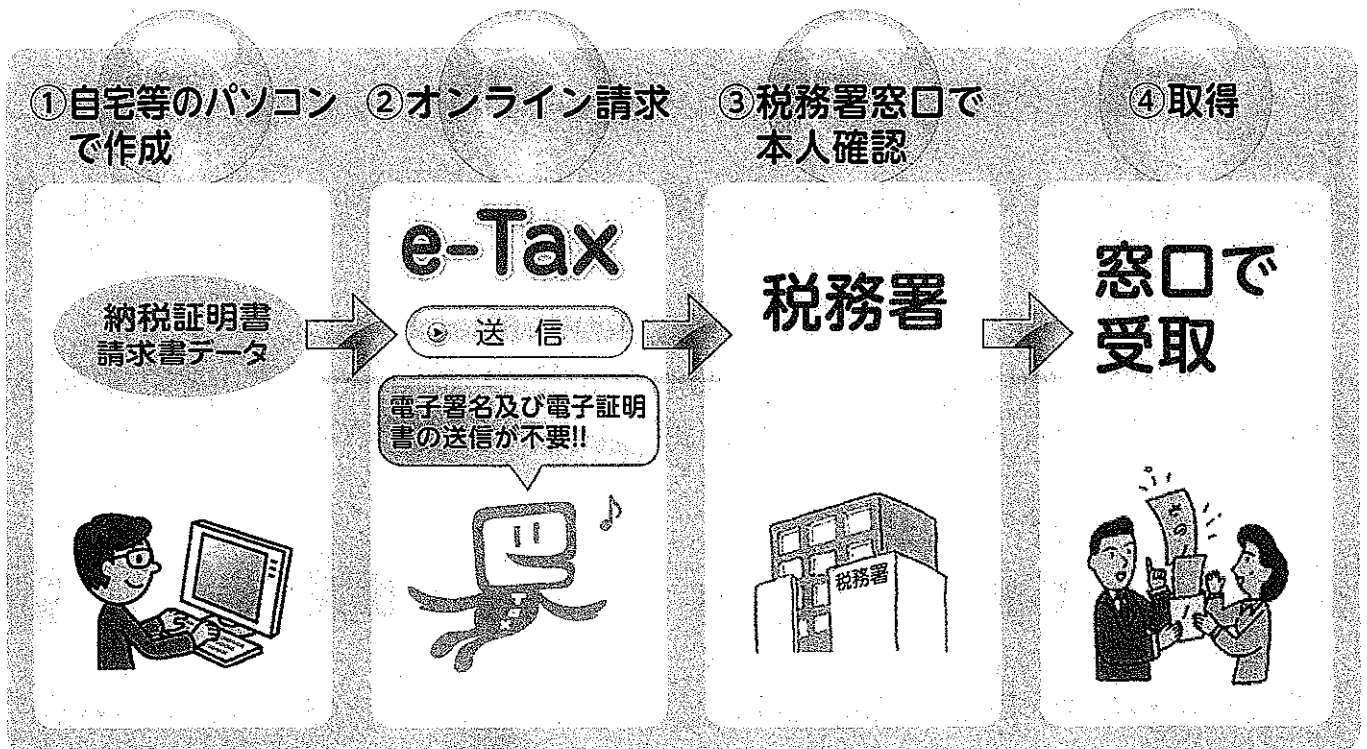 ①自宅等のパソコン
で作成
②オンライン請求
③税務署窓口で
本人確認
④取得
納税証明書
請求書データ
e-Tax
送信
電子署名及び電子証明
書の送信が不要!!
税務署
税務署
窓口で
受取
その1